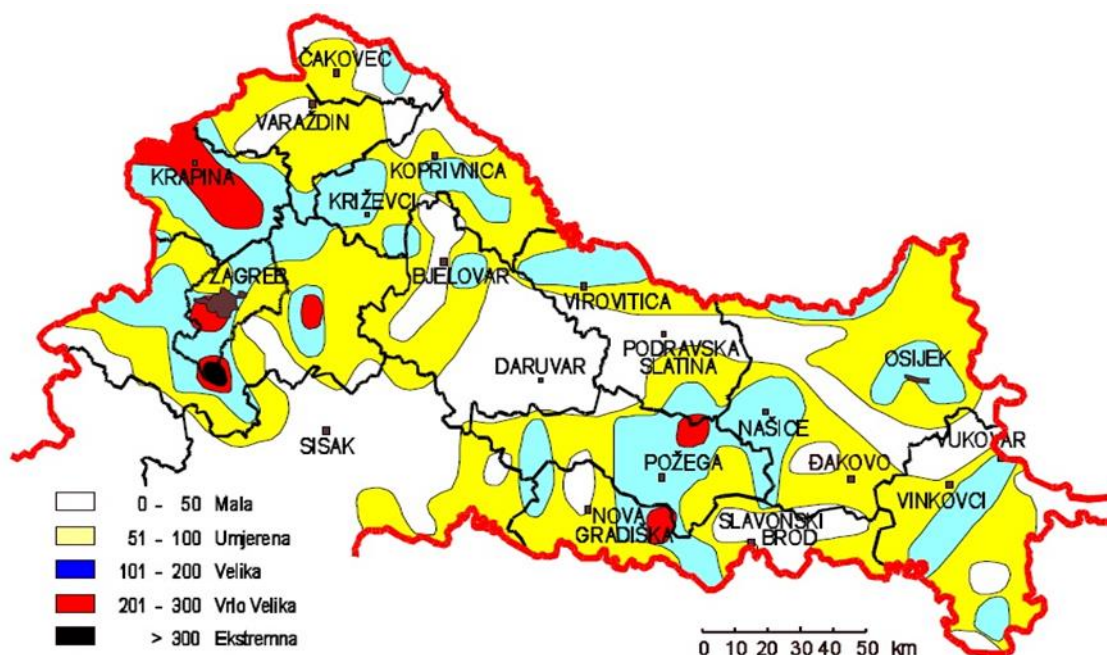 ČAKOVEC
VARAŽDIN
KRAPINA
KOPRIVNICA
KRIŽEVCI
ZAGREB
BJELOVAR
VIROVITICA
PODRAVSKA
SLATINA
DARUVAR
OSIJEK
SISAK
NAŠICE
POŽEGA
ĐAKOVO
VUKOVAR
VINKOVCI
NOVA
GRADIŠKA
SLAVONSKI
BROD
0 - 50 Mala
51 - 100 Umjerena
101 - 200 Velika
201 - 300 Vrlo Velika
> 300 Ekstremna
0 10 20 30 40 50 km